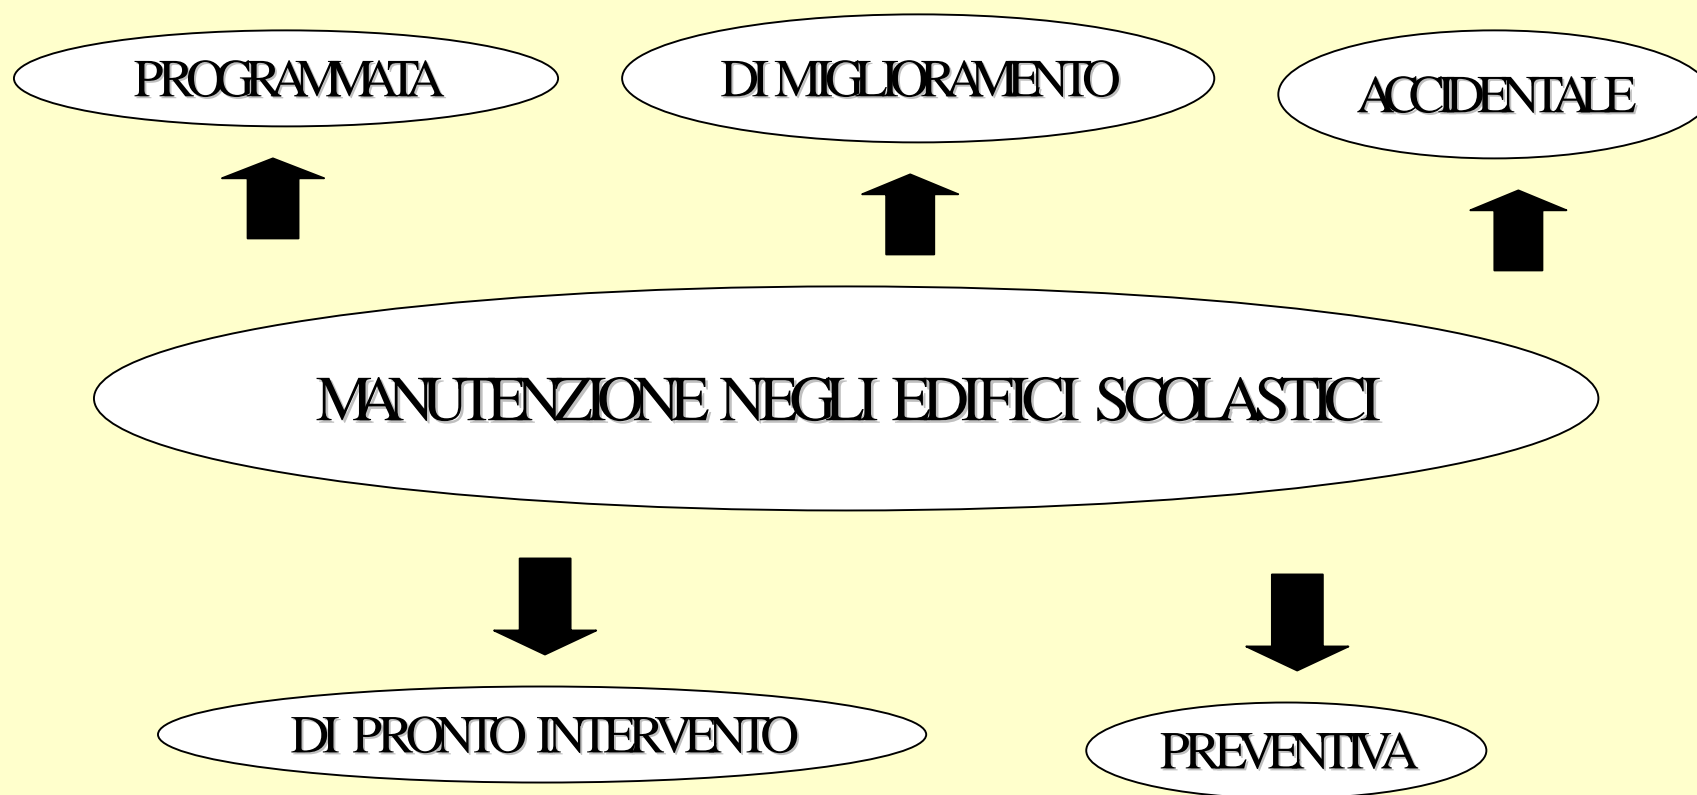 PROGRAMMATA
DI MIGLIORAMENTO
ACCIDENTALE
MANUTENZIONE NEGLI EDIFICI SCOLASTICI
DI PRONTO INTERVENTO
PREVENTIVA